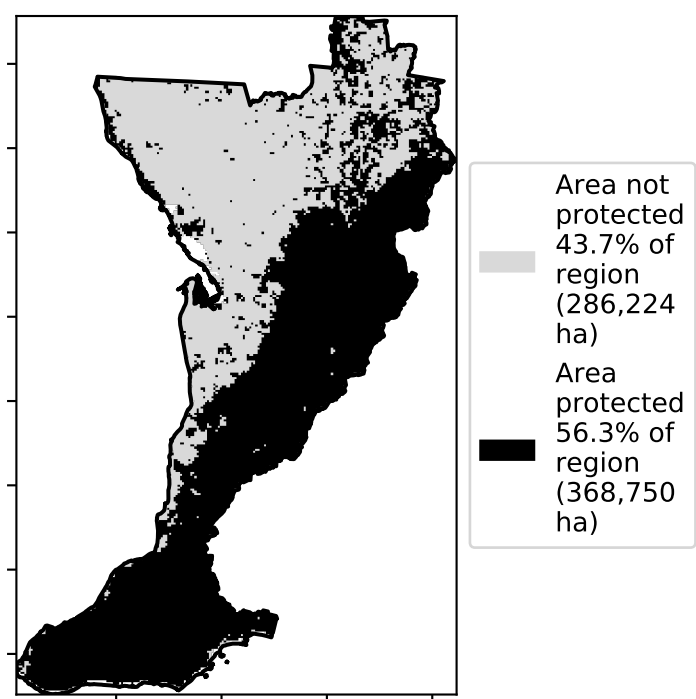 Area not
protected
43.7% of
region
(286,224
ha)
Area
protected
56.3% of
region
(368,750
ha)